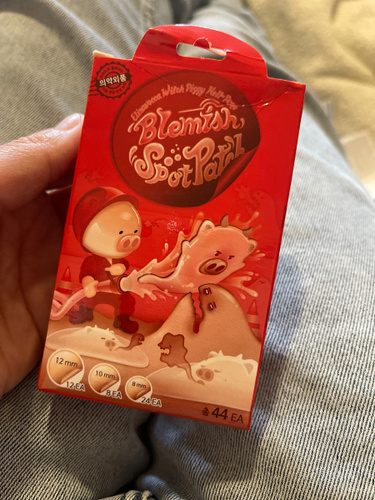 의약외품
Elizavecca Witch Piggy Hell-Pore
Blemish
Spot Patch
12 mm
12 EA
10 mm
8 EA
8 mm
24 EA
총 44 EA